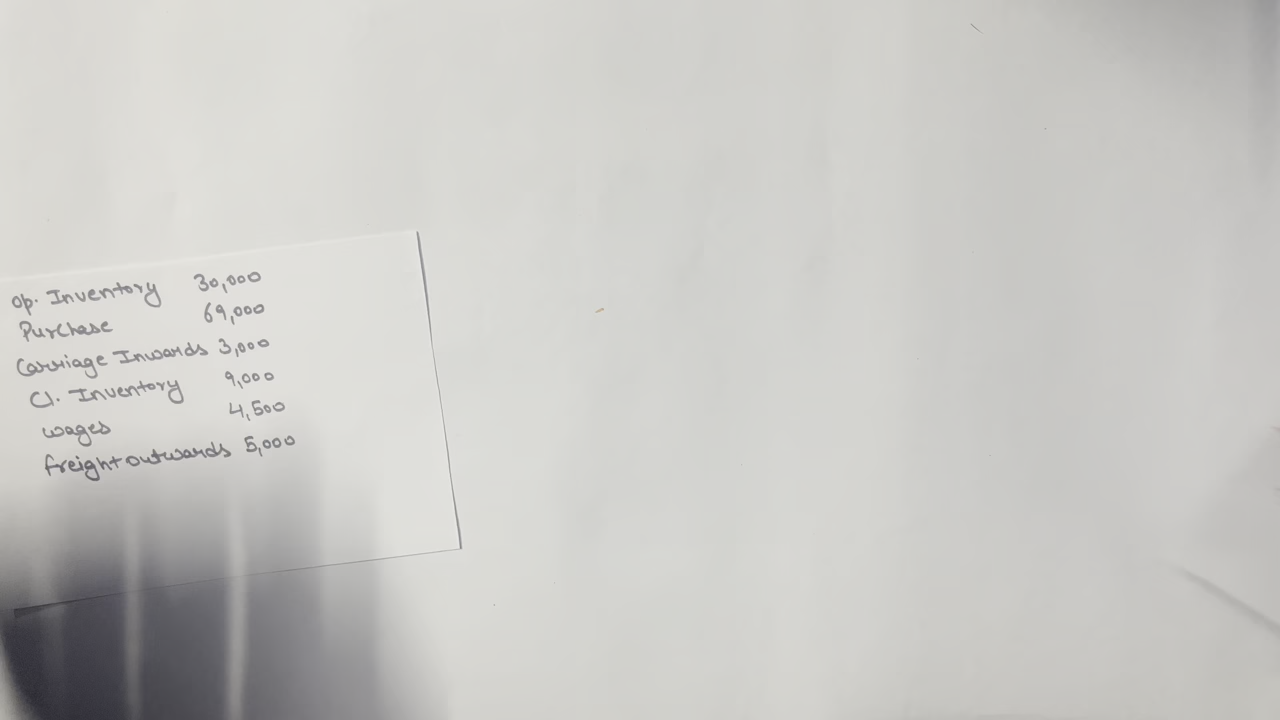 Op. Inventory 30,000
Purchase 69,000
Carriage Inwards 3,000
Cl. Inventory 9,000
wages 4,500
freight outwards 5,000